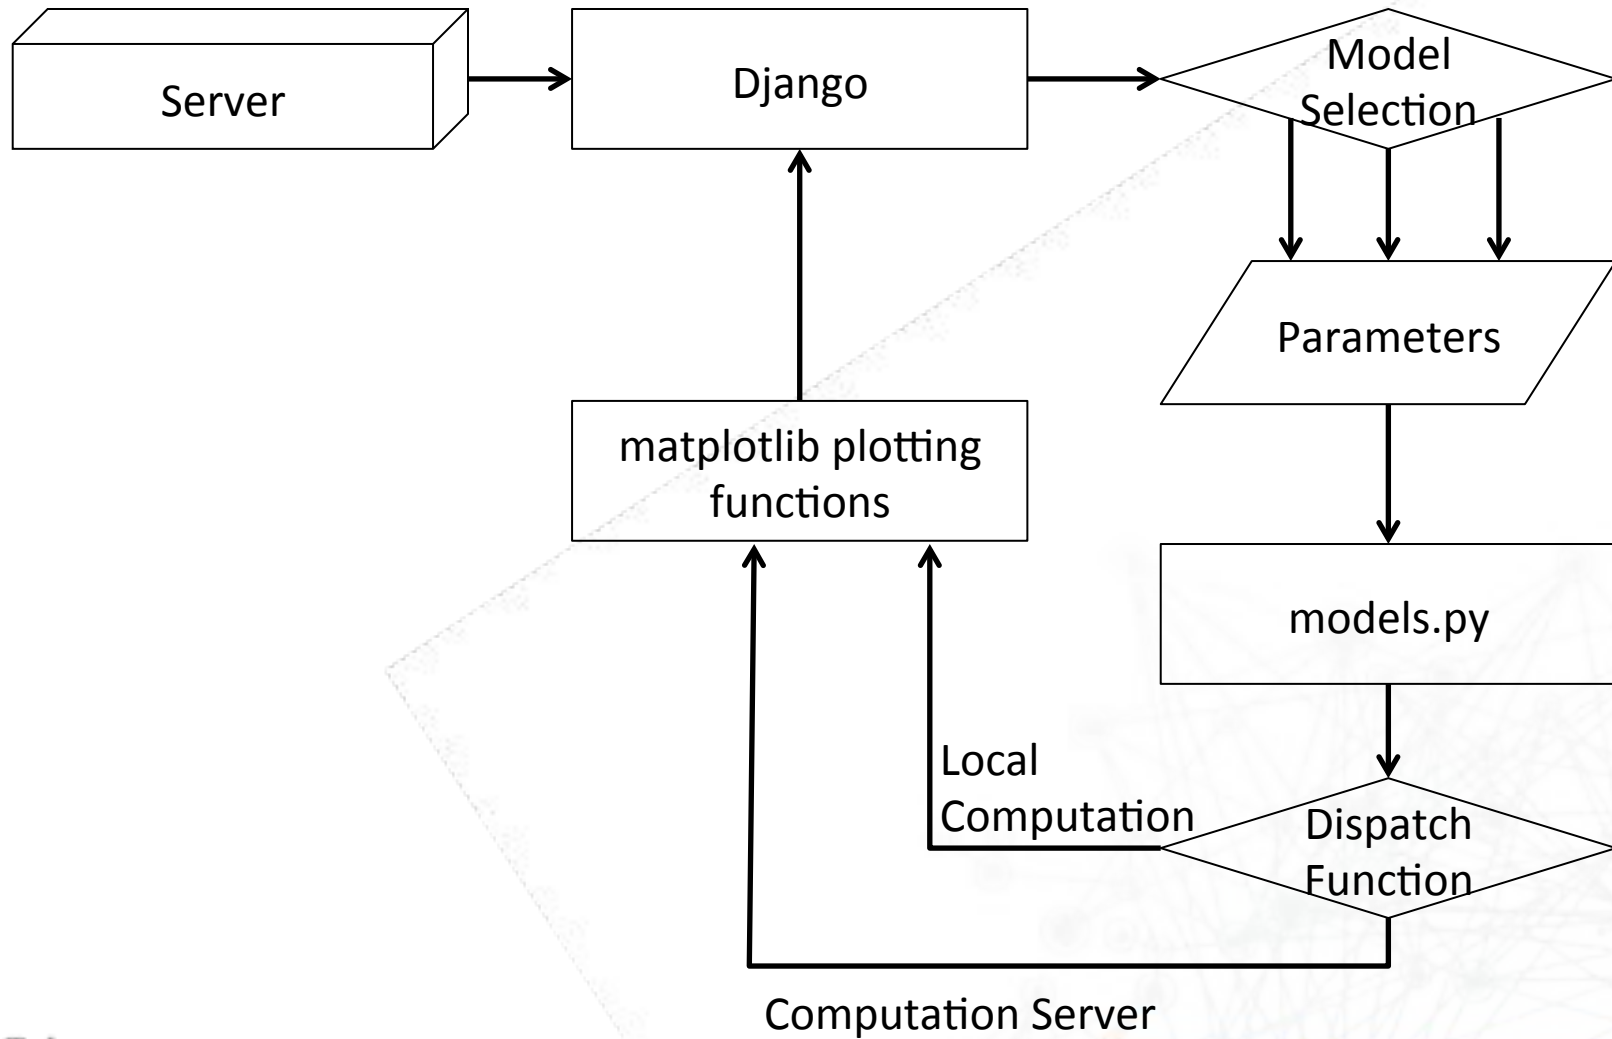 Server
Django
Model
Selection
Parameters
matplotlib plotting
functions
models.py
Local
Computation
Dispatch
Function
Computation Server